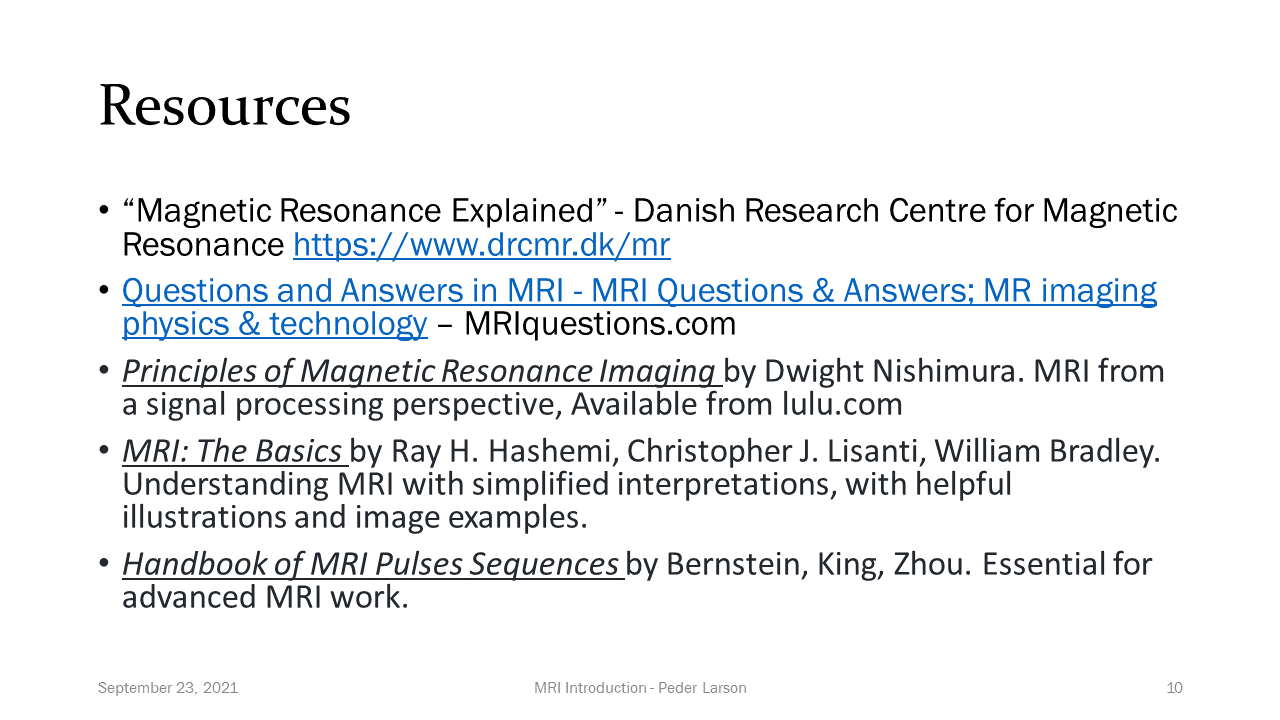 Resources
• “Magnetic Resonance Explained” - Danish Research Centre for Magnetic
Resonance https://www.drcmr.dk/mr
• Questions and Answers in MRI - MRI Questions & Answers; MR imaging
physics & technology – MRIquestions.com
• Principles of Magnetic Resonance Imaging by Dwight Nishimura. MRI from
a signal processing perspective, Available from lulu.com
• MRI: The Basics by Ray H. Hashemi, Christopher J. Lisanti, William Bradley.
Understanding MRI with simplified interpretations, with helpful
illustrations and image examples.
• Handbook of MRI Pulses Sequences by Bernstein, King, Zhou. Essential for
advanced MRI work.
September 23, 2021 MRI Introduction - Peder Larson 10